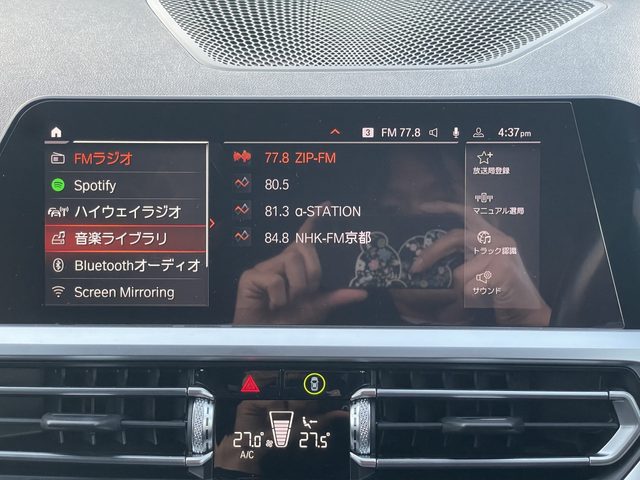 3 FM 77.8 4:37pm
FMラジオ
Spotify
ハイウェイラジオ
音楽ライブラリ
Bluetoothオーディオ
Screen Mirroring
77.8 ZIP-FM
80.5
81.3 α-STATION
84.8 NHK-FM京都
放送局登録
マニュアル選局
トラック認識
サウンド
27.0 27.5
A/C